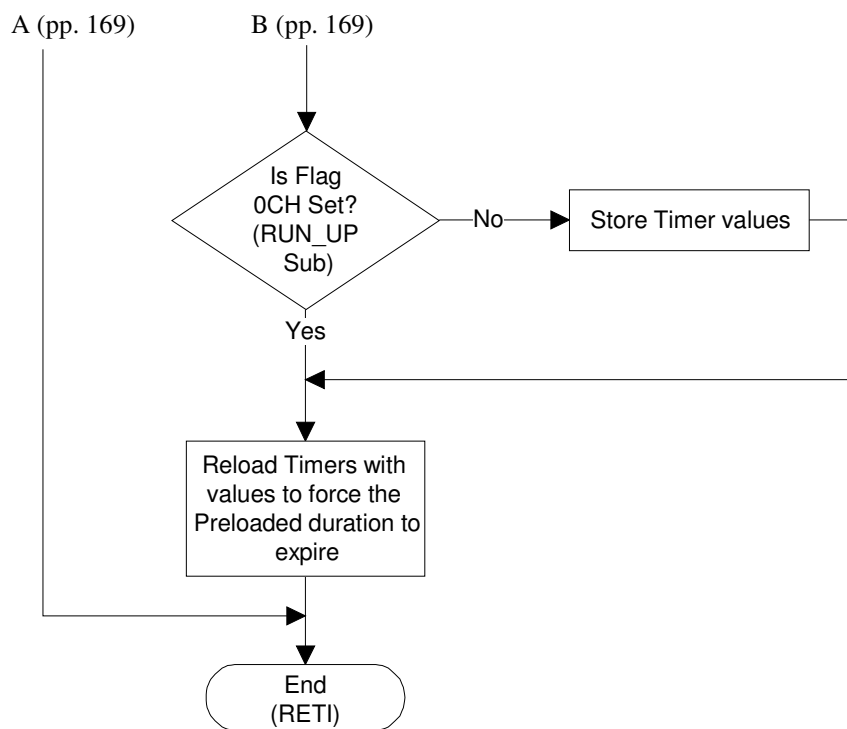 A (pp. 169)
B (pp. 169)
Is Flag
0CH Set?
(RUN_UP
Sub)
No
Store Timer values
Yes
Reload Timers with
values to force the
Preloaded duration to
expire
End
(RETI)